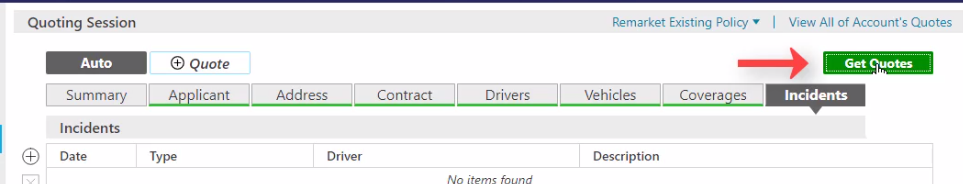 Quoting Session Remarket Existing Policy | View All of Account's Quotes
Auto Quote Get Quotes
Summary Applicant Address Contract Drivers Vehicles Coverages Incidents
Incidents
Date Type Driver Description
No items found